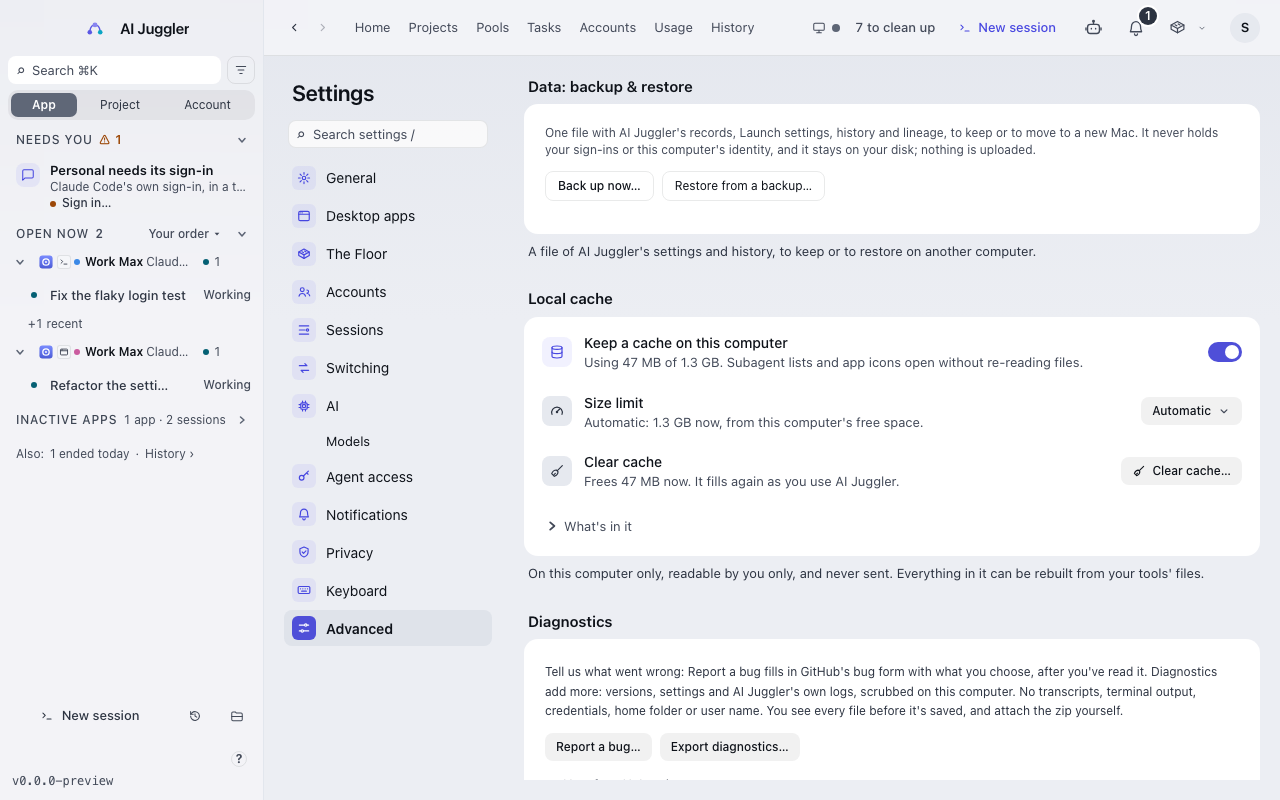 AI Juggler
Search ⌘K
App
Project
Account
NEEDS YOU 1
Personal needs its sign-in
Claude Code's own sign-in, in a t...
Sign in...
OPEN NOW 2
Your order
Work Max Claud... 1
Fix the flaky login test Working
+1 recent
Work Max Claud... 1
Refactor the setti... Working
INACTIVE APPS 1 app · 2 sessions
Also: 1 ended today · History ›
New session
?
v0.0.0-preview
Home
Projects
Pools
Tasks
Accounts
Usage
History
7 to clean up
New session
1
S
Settings
Search settings /
General
Desktop apps
The Floor
Accounts
Sessions
Switching
AI
Models
Agent access
Notifications
Privacy
Keyboard
Advanced
Data: backup & restore
One file with AI Juggler's records, Launch settings, history and lineage, to keep or to move to a new Mac. It never holds
your sign-ins or this computer's identity, and it stays on your disk; nothing is uploaded.
Back up now...
Restore from a backup...
A file of AI Juggler's settings and history, to keep or to restore on another computer.
Local cache
Keep a cache on this computer
Using 47 MB of 1.3 GB. Subagent lists and app icons open without re-reading files.
Size limit
Automatic: 1.3 GB now, from this computer's free space.
Automatic
Clear cache
Frees 47 MB now. It fills again as you use AI Juggler.
Clear cache...
What's in it
On this computer only, readable by you only, and never sent. Everything in it can be rebuilt from your tools' files.
Diagnostics
Tell us what went wrong: Report a bug fills in GitHub's bug form with what you choose, after you've read it. Diagnostics
add more: versions, settings and AI Juggler's own logs, scrubbed on this computer. No transcripts, terminal output,
credentials, home folder or user name. You see every file before it's saved, and attach the zip yourself.
Report a bug...
Export diagnostics...